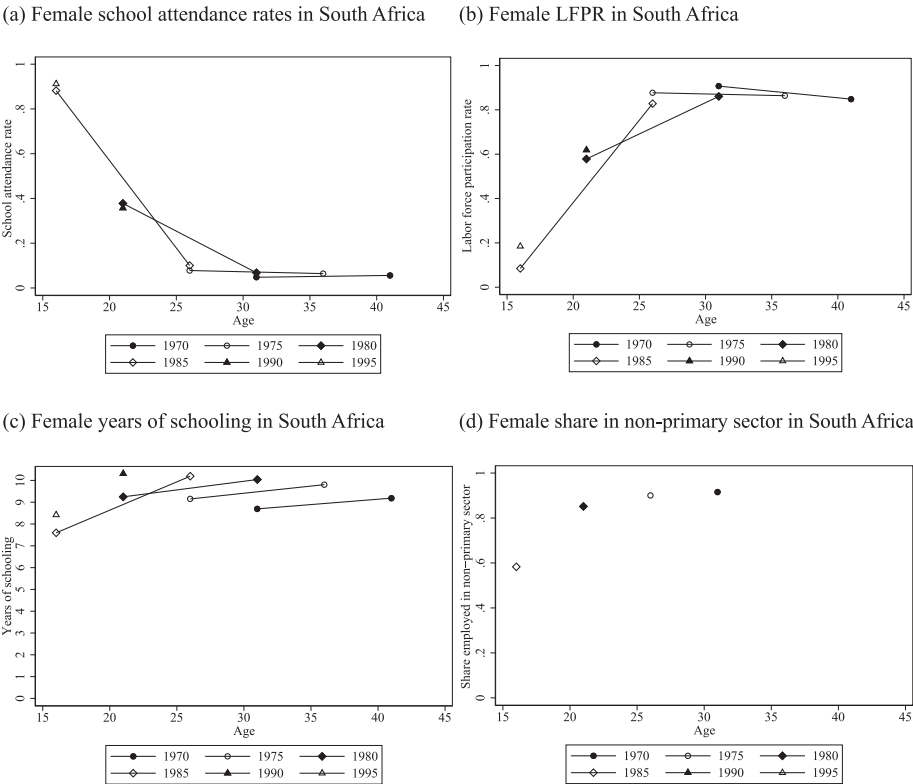 (a) Female school attendance rates in South Africa
School attendance rate
1
.8
.6
.4
.2
0
15 20 25 30 35 40 45
Age
1970 1975 1980
1985 1990 1995
(b) Female LFPR in South Africa
Labor force participation rate
1
.8
.6
.4
.2
0
15 20 25 30 35 40 45
Age
1970 1975 1980
1985 1990 1995
(c) Female years of schooling in South Africa
Years of schooling
10
9
8
7
6
5
4
3
2
1
0
15 20 25 30 35 40 45
Age
1970 1975 1980
1985 1990 1995
(d) Female share in non-primary sector in South Africa
Share employed in non−primary sector
1
.8
.6
.4
.2
0
15 20 25 30 35 40 45
Age
1970 1975 1980
1985 1990 1995